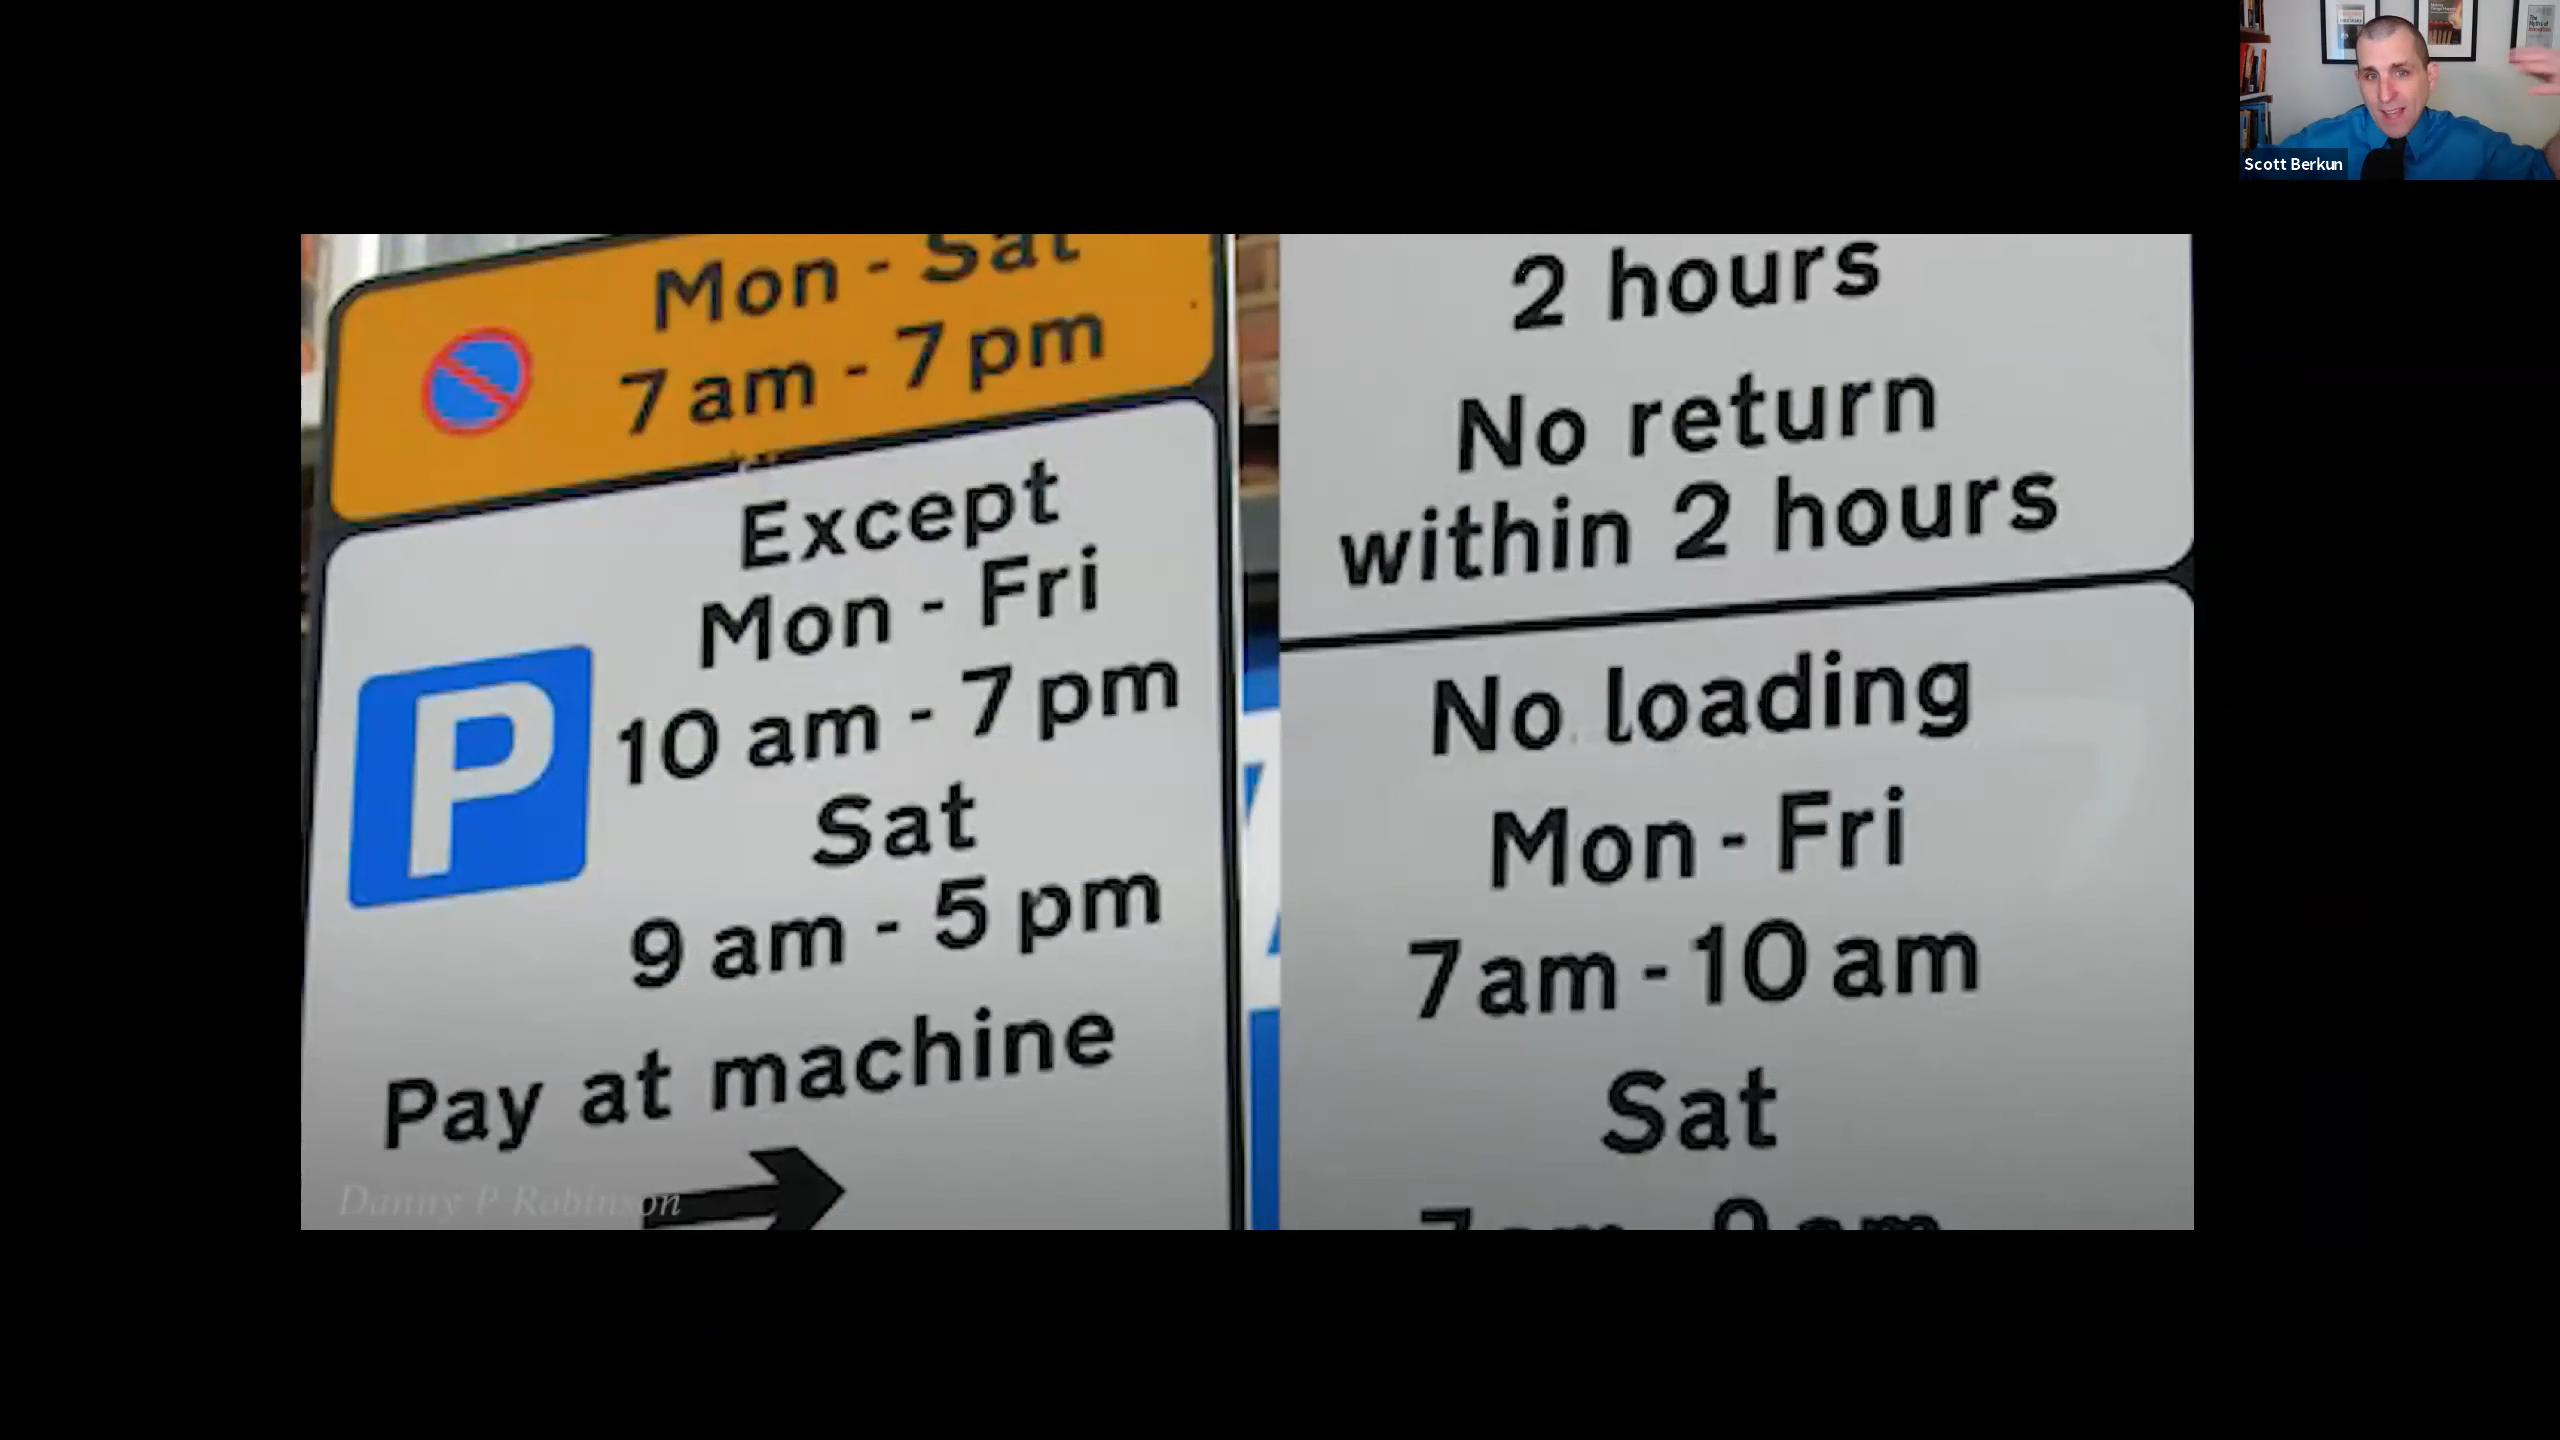 Scott Berkun
Mon - Sat
7 am - 7 pm
Except
Mon - Fri
10 am - 7 pm
Sat
9 am - 5 pm
Pay at machine
Danny P Robinson
P
2 hours
No return
within 2 hours
No loading
Mon - Fri
7 am - 10 am
Sat